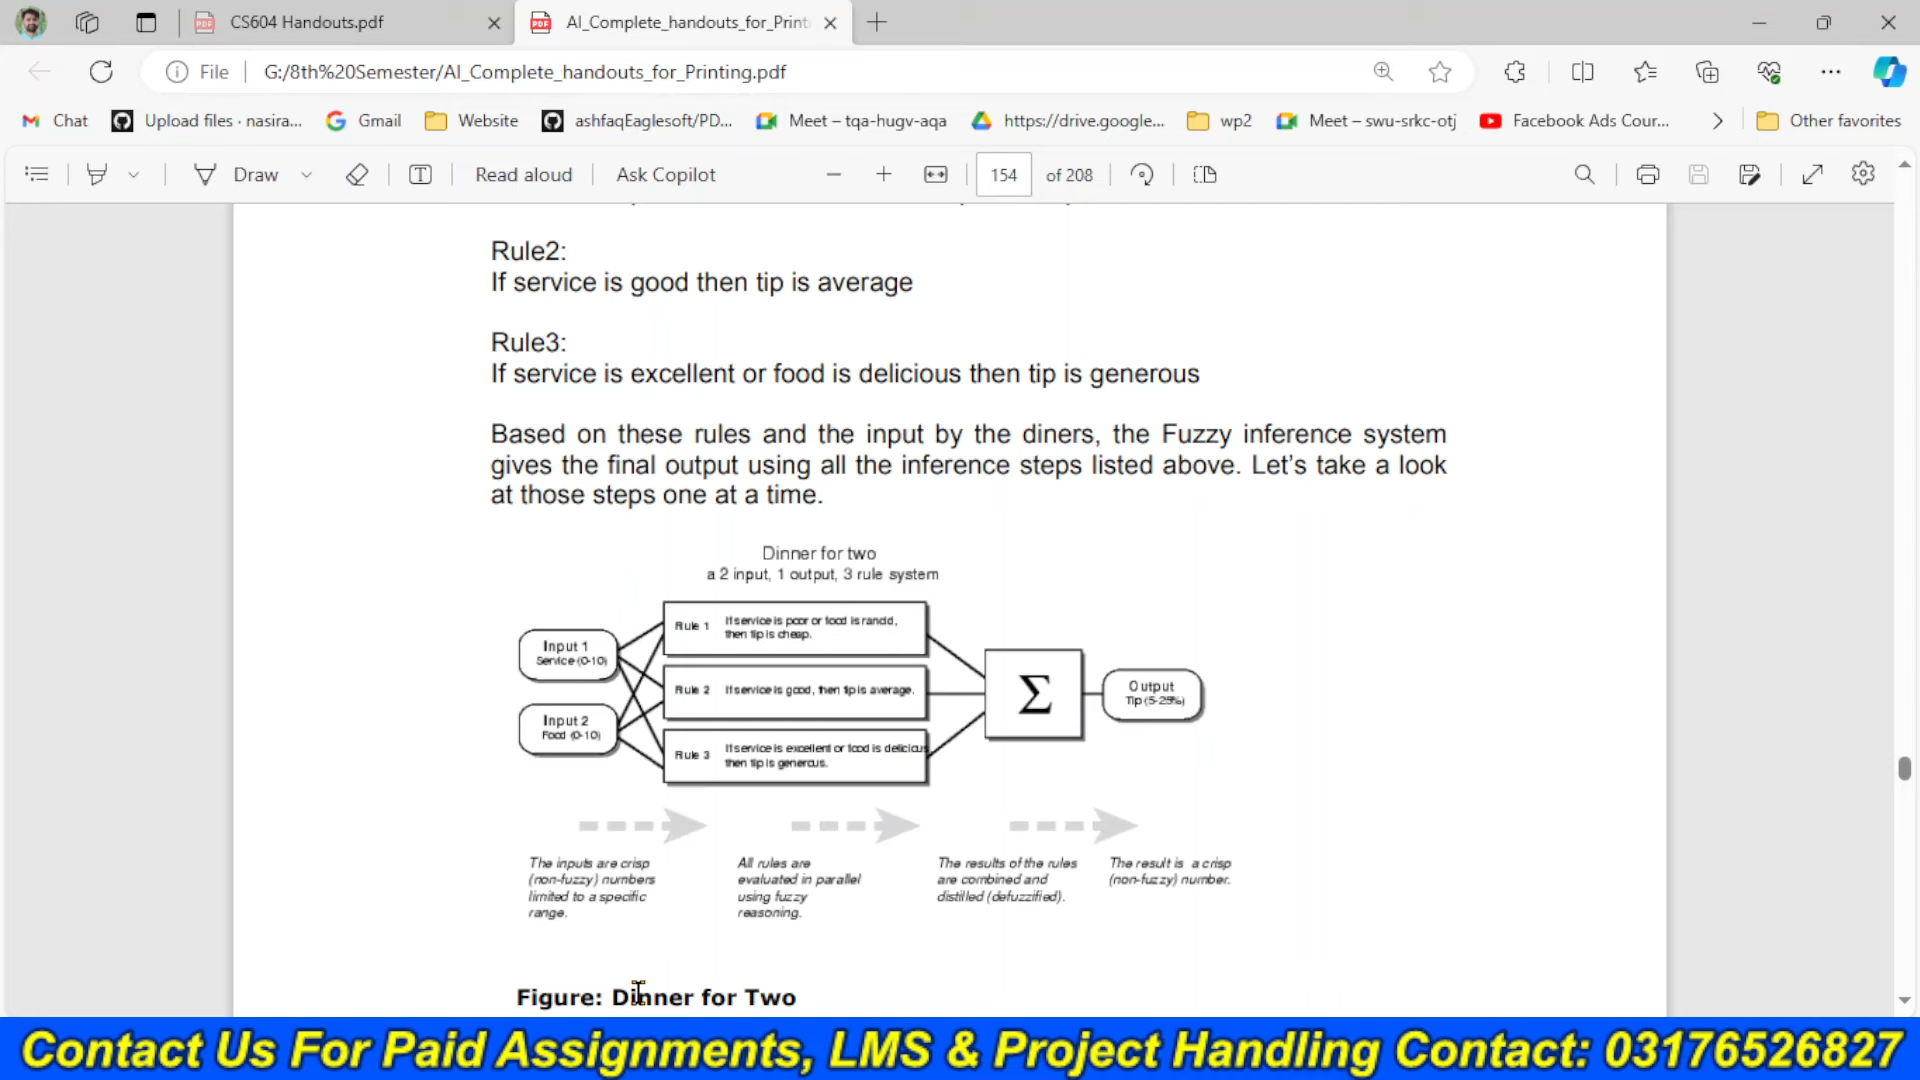 CS604 Handouts.pdf
AI_Complete_handouts_for_Print
File
G:/8th%20Semester/AI_Complete_handouts_for_Printing.pdf
Chat
Upload files · nasira...
Gmail
Website
ashfaqEaglesoft/PD...
Meet – tqa-hugv-aqa
https://drive.google...
wp2
Meet – swu-srkc-otj
Facebook Ads Cour...
Other favorites
Draw
Read aloud
Ask Copilot
154 of 208
Rule2:
If service is good then tip is average
Rule3:
If service is excellent or food is delicious then tip is generous
Based on these rules and the input by the diners, the Fuzzy inference system
gives the final output using all the inference steps listed above. Let's take a look
at those steps one at a time.
Dinner for two
a 2 input, 1 output, 3 rule system
Input 1
Service (0-10)
Input 2
Food (0-10)
Rule 1
If service is poor or food is rancid,
then tip is cheap.
Rule 2
If service is good, then tip is average.
Rule 3
If service is excellent or food is delicious
then tip is generous.
Σ
Output
Tip (5-25%)
The inputs are crisp
(non-fuzzy) numbers
limited to a specific
range.
All rules are
evaluated in parallel
using fuzzy
reasoning.
The results of the rules
are combined and
distilled (defuzzified).
The result is a crisp
(non-fuzzy) number.
Figure: Dinner for Two
Contact Us For Paid Assignments, LMS & Project Handling Contact: 03176526827